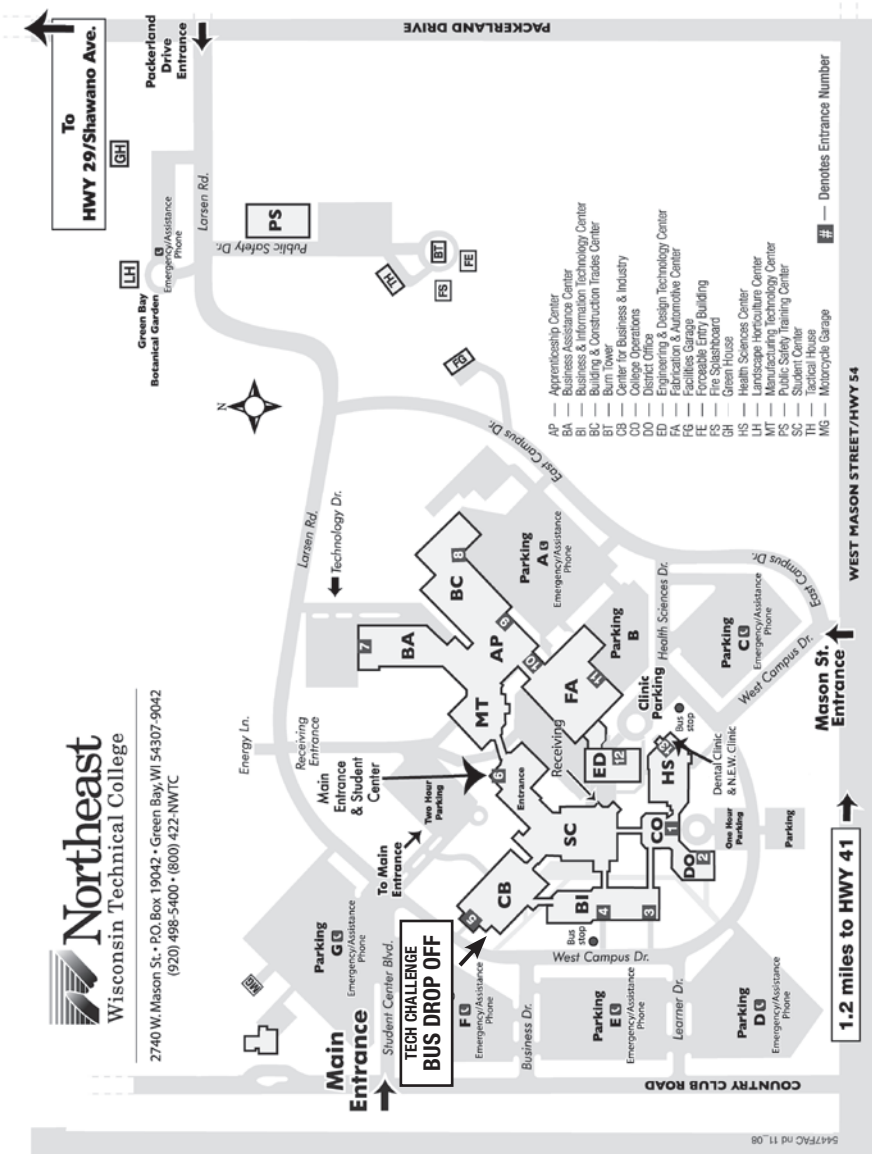 Northeast
Wisconsin Technical College
2740 W. Mason St. • P.O. Box 19042 • Green Bay, WI 54307-9042
(920) 498-5400 • (800) 422-NWTC
To
HWY 29/Shawano Ave.
Packerland
Drive
Entrance
PACKERLAND DRIVE
GH
LH
Green Bay
Botanical Garden
Emergency/Assistance
Phone
Larsen Rd.
Public Safety Dr.
PS
TH
BT
FS
FE
FG
N
East Campus Dr.
Larsen Rd.
Technology Dr.
Energy Ln.
Receiving
Entrance
Main
Entrance
& Student
Center
Two Hour
Parking
To Main
Entrance
BA
7
BC
8
AP
9
10
MT
FA
11
6
Entrance
Receiving
ED
12
SC
CB
5
BI
4
3
CO
1
DO
2
HS
13
Parking
A
Emergency/Assistance
Phone
Parking
B
Health Sciences Dr.
Clinic
Parking
Bus
stop
Dental Clinic
& N.E.W. Clinic
Parking
C
Emergency/Assistance
Phone
East Campus Dr.
West Campus Dr.
Mason St.
Entrance
One Hour
Parking
Parking
Bus
stop
West Campus Dr.
MG
Parking
G
Emergency/Assistance
Phone
Student Center Blvd.
Main
Entrance
TECH CHALLENGE
BUS DROP OFF
F
Emergency/Assistance
Phone
Business Dr.
Parking
E
Emergency/Assistance
Phone
Learner Dr.
Parking
D
Emergency/Assistance
Phone
COUNTRY CLUB ROAD
1.2 miles to HWY 41
WEST MASON STREET/HWY 54
AP — Apprenticeship Center
BA — Business Assistance Center
BI — Business & Information Technology Center
BC — Building & Construction Trades Center
BT — Burn Tower
CB — Center for Business & Industry
CO — College Operations
DO — District Office
ED — Engineering & Design Technology Center
FA — Fabrication & Automotive Center
FG — Facilities Garage
FE — Forceable Entry Building
FS — Fire Splashboard
GH — Green House
HS — Health Sciences Center
LH — Landscape Horticulture Center
MT — Manufacturing Technology Center
PS — Public Safety Training Center
SC — Student Center
TH — Tactical House
MG — Motorcycle Garage
# — Denotes Entrance Number
5447FAC nd 11_08